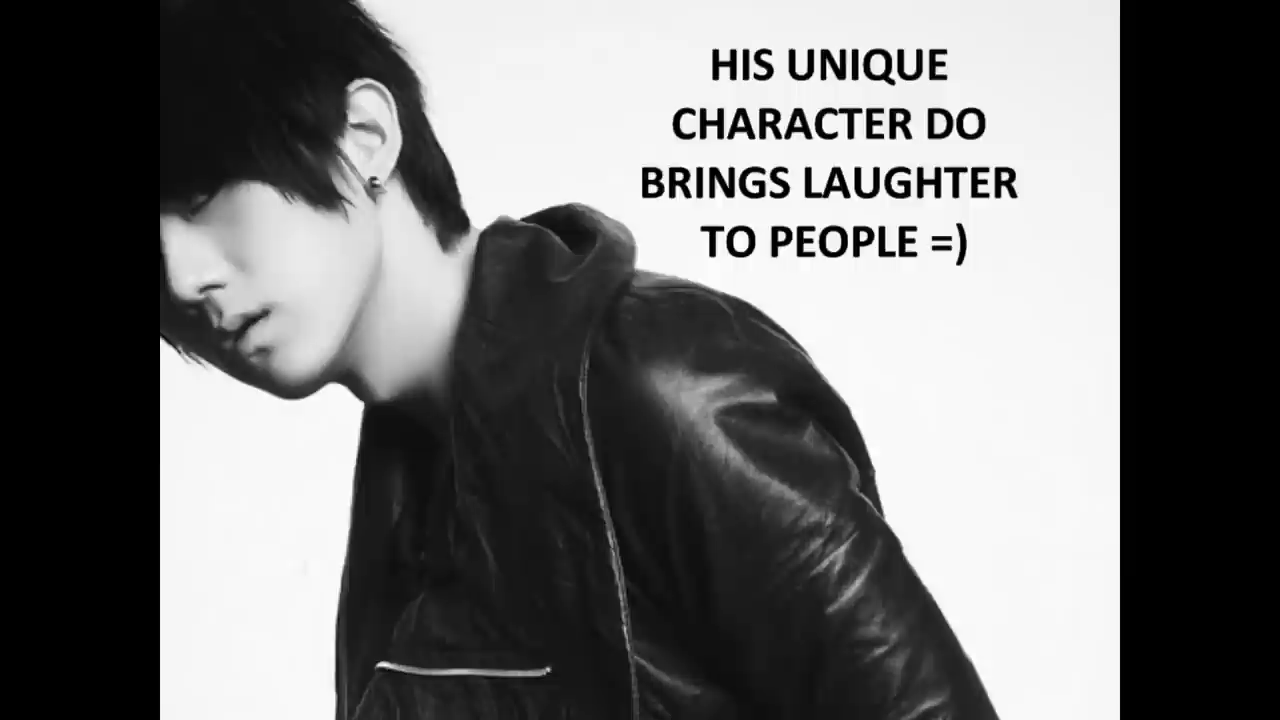 HIS UNIQUE
CHARACTER DO
BRINGS LAUGHTER
TO PEOPLE =)